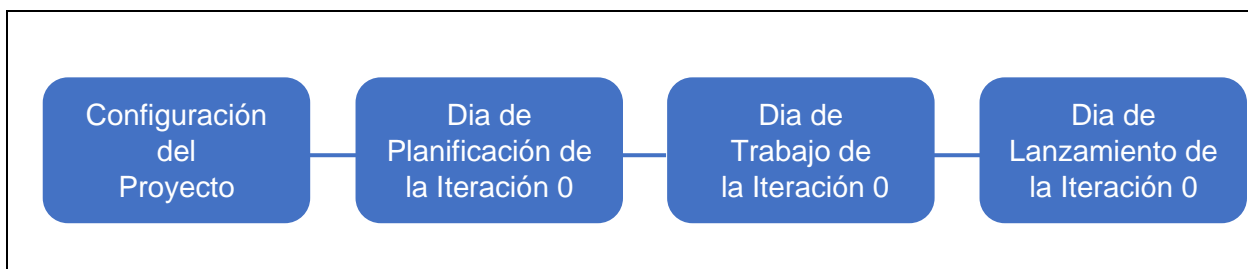 Configuración
del
Proyecto
Dia de
Planificación de
la Iteración 0
Dia de
Trabajo de
la Iteración 0
Dia de
Lanzamiento de
la Iteración 0